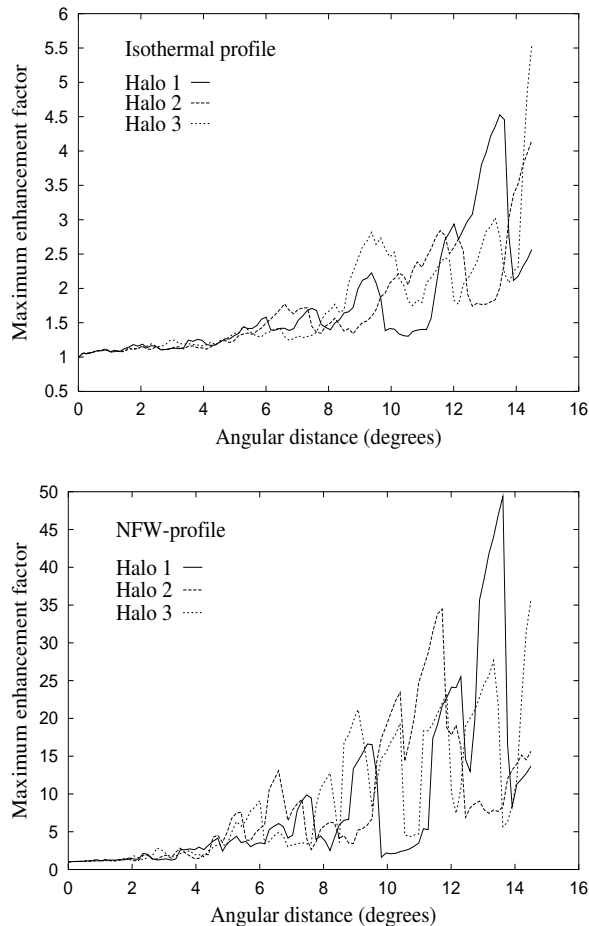 6
5.5
5
4.5
4
3.5
3
2.5
2
1.5
1
0.5
Maximum enhancement factor
Isothermal profile
Halo 1
Halo 2
Halo 3
0 2 4 6 8 10 12 14 16
Angular distance (degrees)
50
45
40
35
30
25
20
15
10
5
0
Maximum enhancement factor
NFW-profile
Halo 1
Halo 2
Halo 3
0 2 4 6 8 10 12 14 16
Angular distance (degrees)